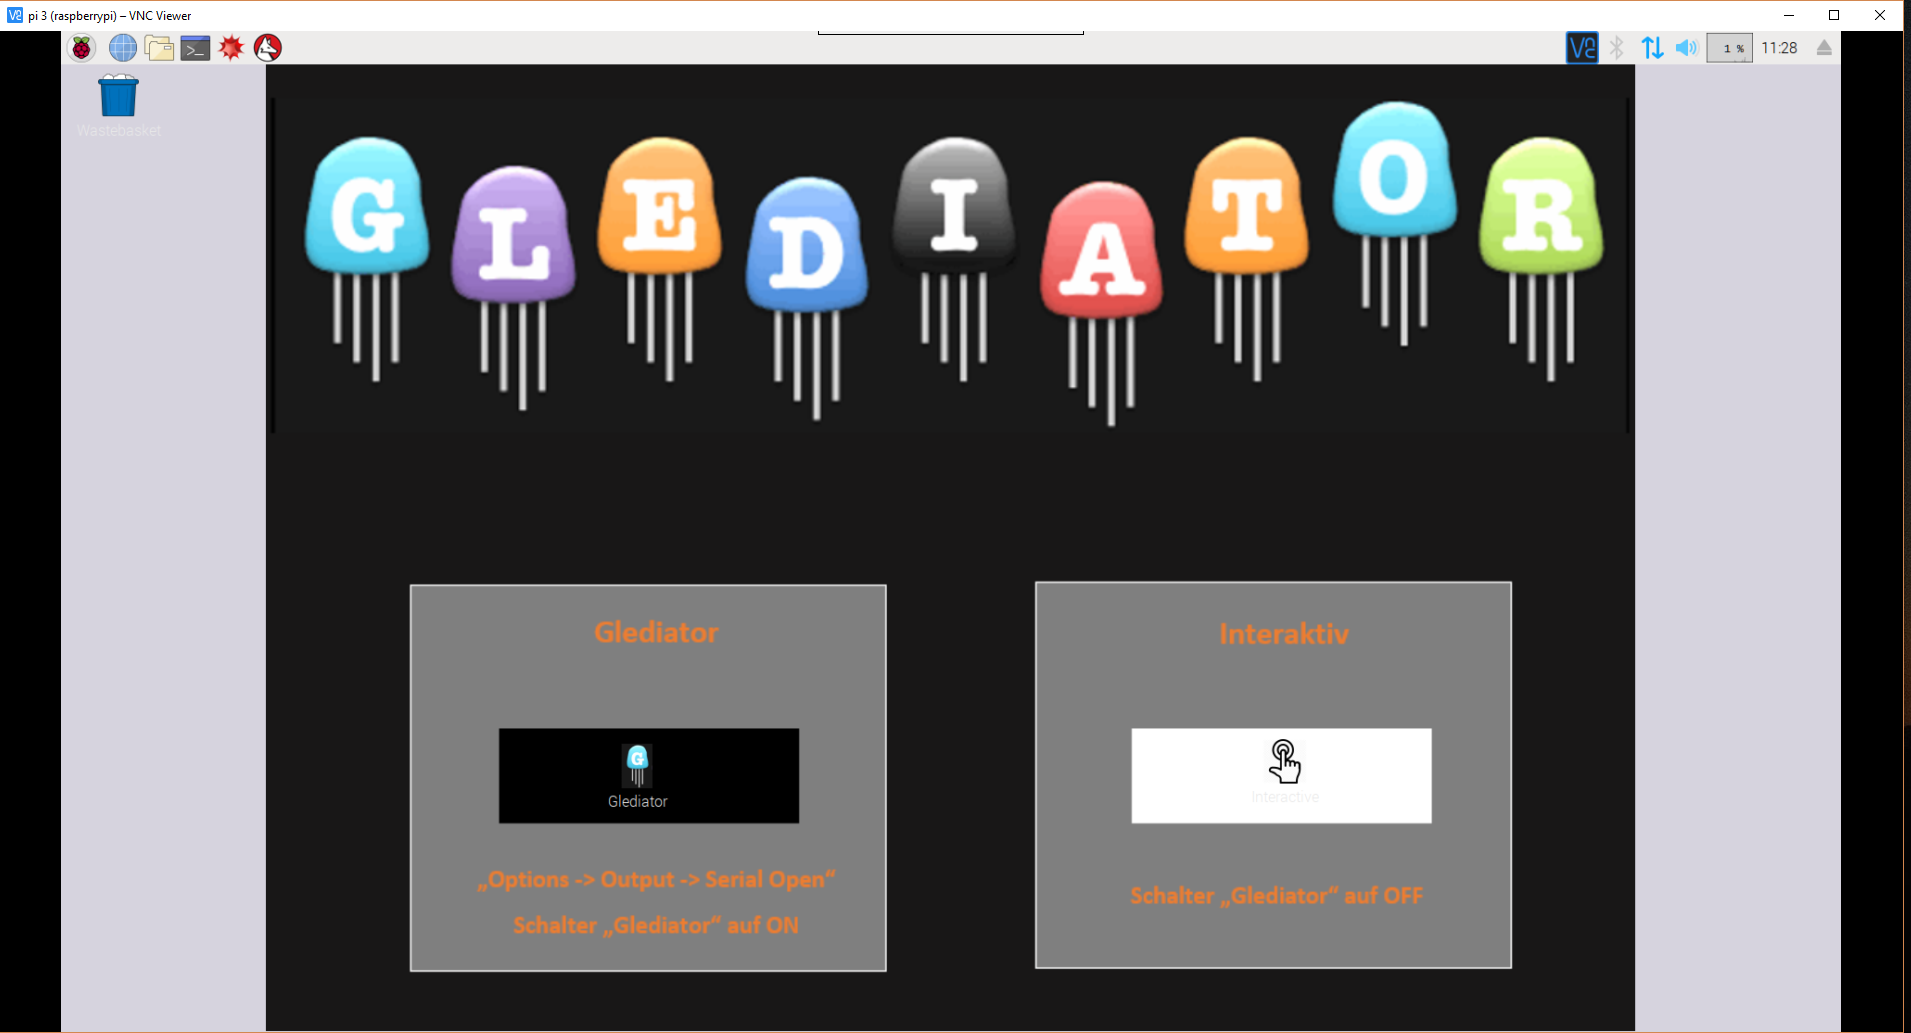 pi 3 (raspberrypi) – VNC Viewer
1 %
11:28
Wastebasket
GLEDIATOR
Glediator
Interaktiv
G
Glediator
Interactive
„Options -> Output -> Serial Open“
Schalter „Glediator“ auf ON
Schalter „Glediator“ auf OFF